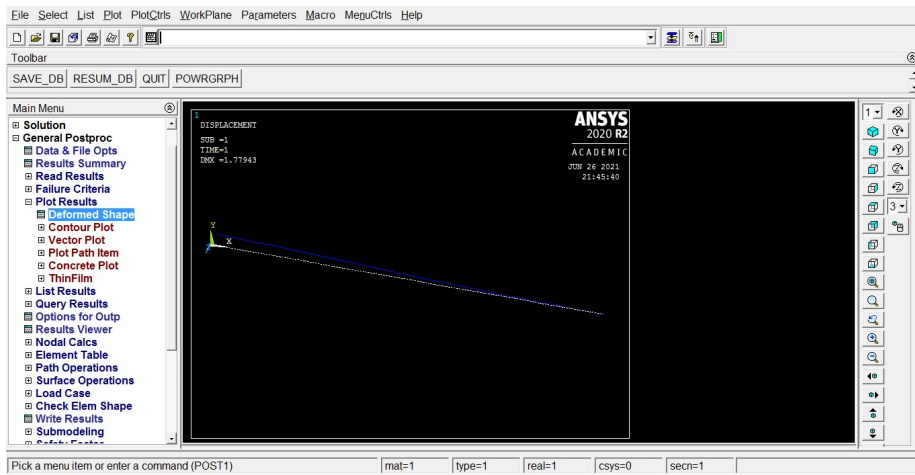 File Select List Plot PlotCtrls WorkPlane Parameters Macro MenuCtrls Help
Toolbar
SAVE_DB RESUM_DB QUIT POWRGRPH
Main Menu
Solution
General Postproc
Data & File Opts
Results Summary
Read Results
Failure Criteria
Plot Results
Deformed Shape
Contour Plot
Vector Plot
Plot Path Item
Concrete Plot
ThinFilm
List Results
Query Results
Options for Outp
Results Viewer
Nodal Calcs
Element Table
Path Operations
Surface Operations
Load Case
Check Elem Shape
Write Results
Submodeling
Safety Factor
1
DISPLACEMENT
SUB =1
TIME=1
DMX =1.77943
ANSYS
2020 R2
ACADEMIC
JUN 26 2021
21:45:40
Y
X
1
3
Pick a menu item or enter a command (POST1) mat=1 type=1 real=1 csys=0 secn=1